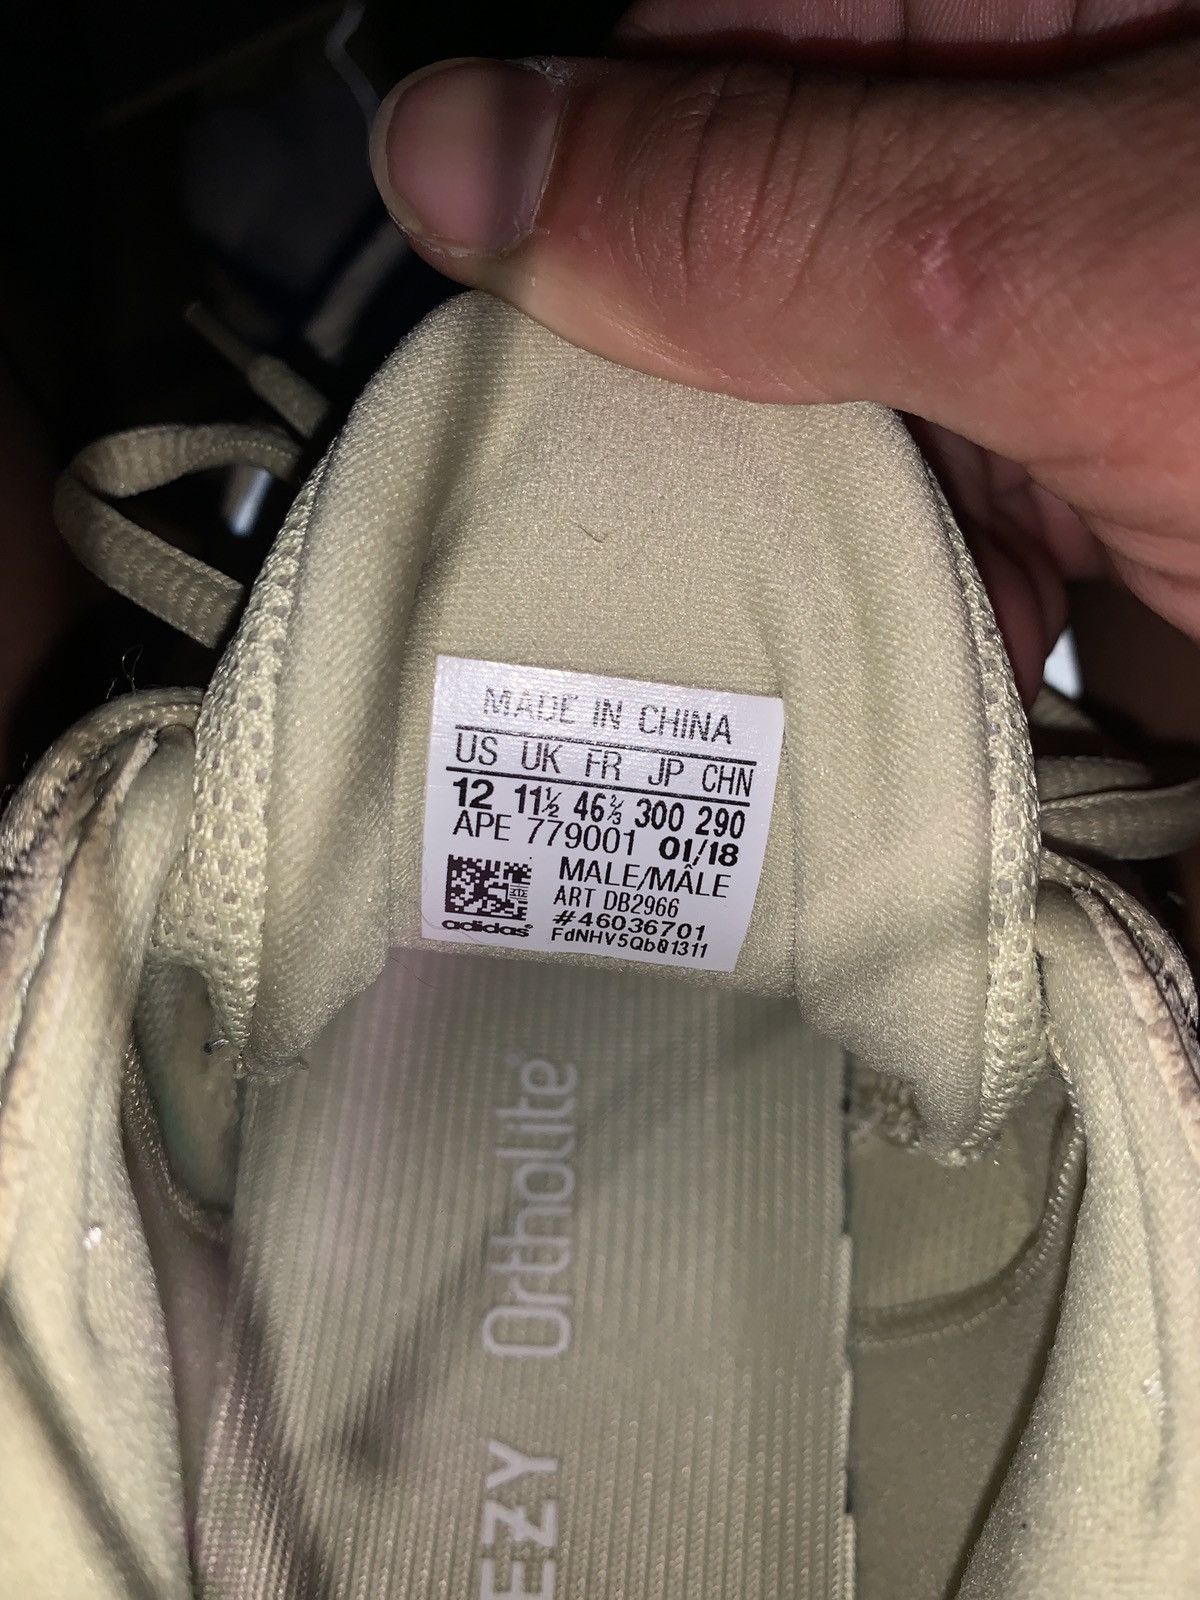 MADE IN CHINA
US UK FR JP CHN
12 11½ 46⅔ 300 290
APE 779001 01/18
MALE/MÂLE
ART DB2966
#46036701
FdNHV5Qb01311
adidas®
EZY Ortholite®